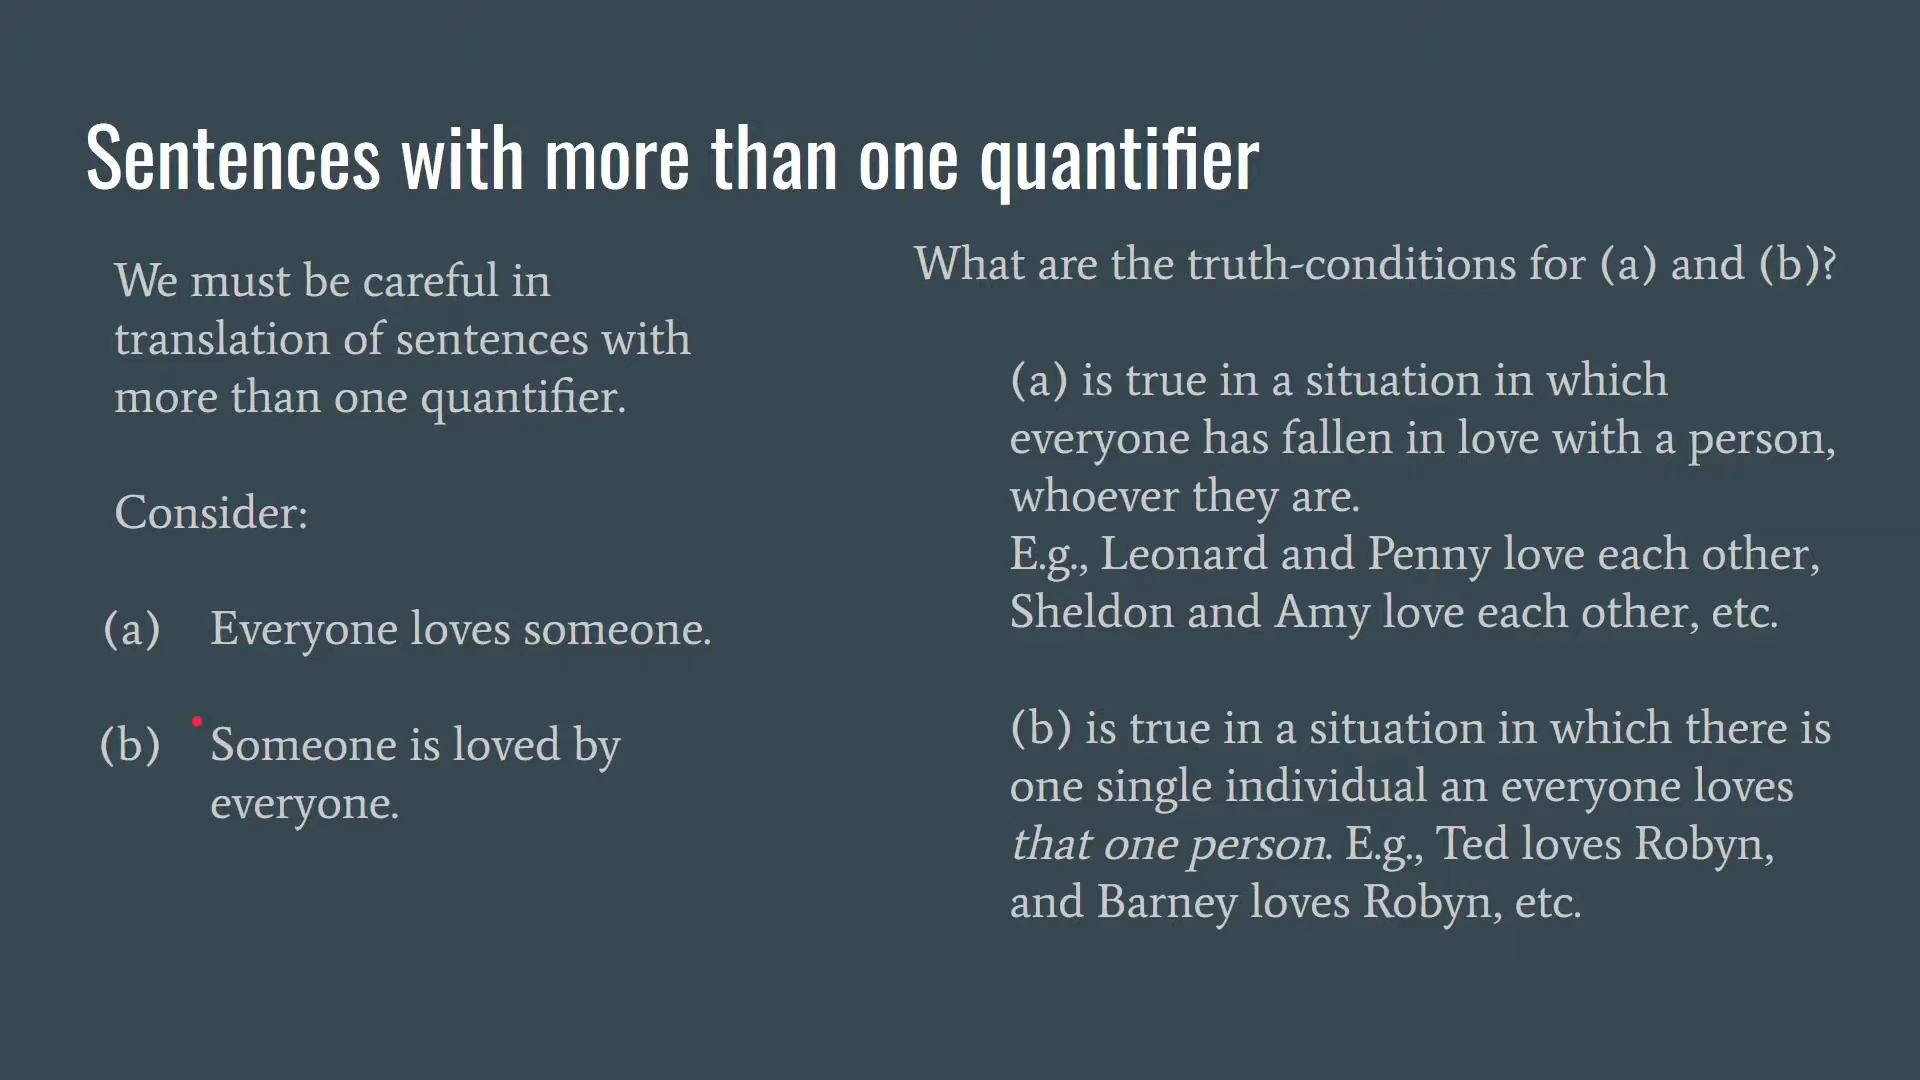 Sentences with more than one quantifier
We must be careful in
translation of sentences with
more than one quantifier.
Consider:
(a) Everyone loves someone.
(b) Someone is loved by
everyone.
What are the truth-conditions for (a) and (b)?
(a) is true in a situation in which
everyone has fallen in love with a person,
whoever they are.
E.g., Leonard and Penny love each other,
Sheldon and Amy love each other, etc.
(b) is true in a situation in which there is
one single individual an everyone loves
that one person. E.g., Ted loves Robyn,
and Barney loves Robyn, etc.